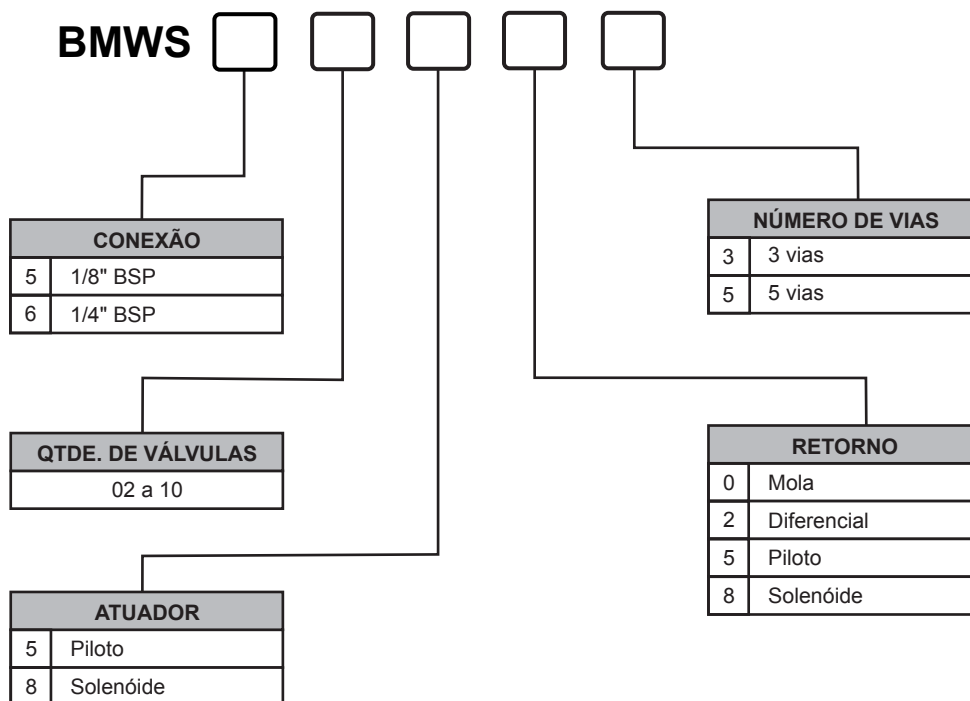 BMWS
CONEXÃO
5 1/8" BSP
6 1/4" BSP
QTDE. DE VÁLVULAS
02 a 10
ATUADOR
5 Piloto
8 Solenóide
NÚMERO DE VIAS
3 3 vias
5 5 vias
RETORNO
0 Mola
2 Diferencial
5 Piloto
8 Solenóide